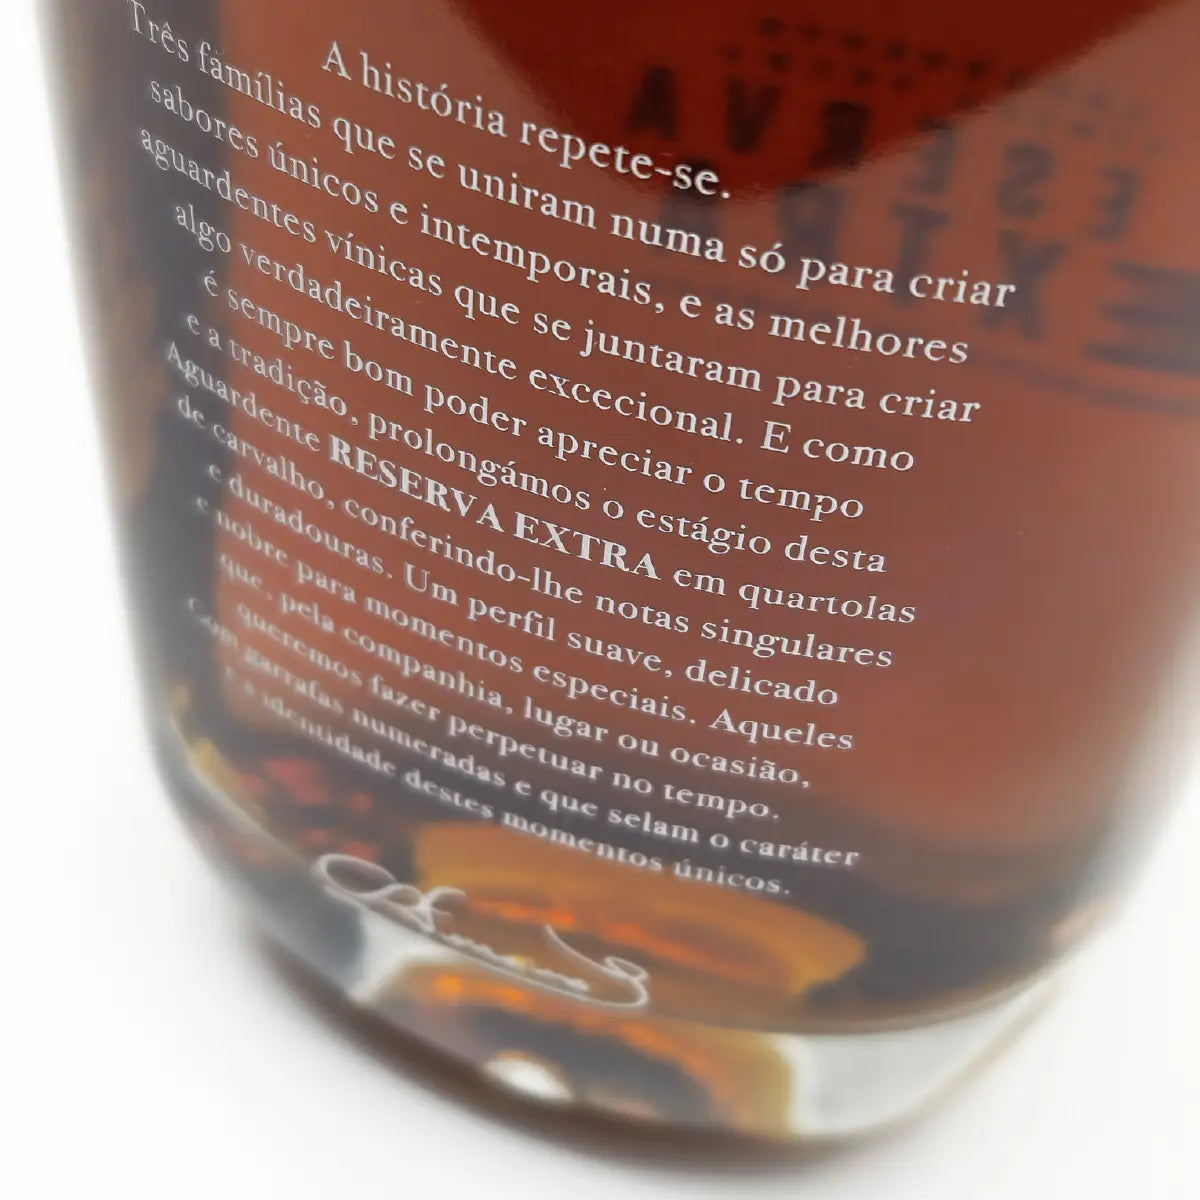 A história repete-se.
Três famílias que se uniram numa só para criar
sabores únicos e intemporais, e as melhores
aguardentes vínicas que se juntaram para criar
algo verdadeiramente excecional. E como
é sempre bom poder apreciar o tempo
e a tradição, prolongámos o estágio desta
Aguardente RESERVA EXTRA em quartolas
de carvalho, conferindo-lhe notas singulares
e duradouras. Um perfil suave, delicado
e nobre para momentos especiais. Aqueles
que, pela companhia, lugar ou ocasião,
queremos fazer perpetuar no tempo.
garrafas numeradas e que selam o caráter
e a identidade destes momentos únicos.
RESERVA
EXTRA